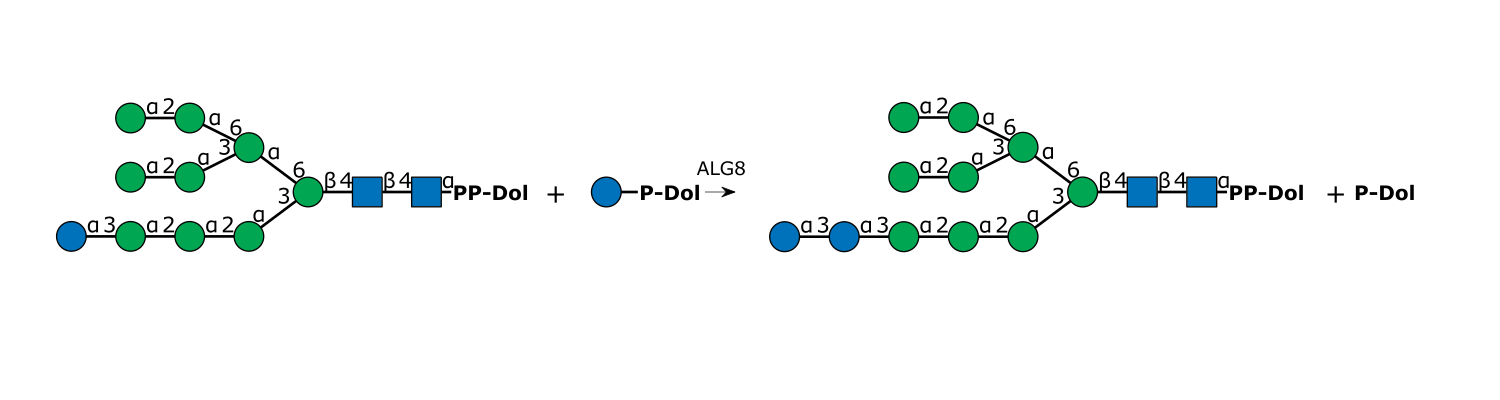 α2 α 6 α2 α 6 ALG8
α2 α 3 α α2 α 3 α
6 β4 β4 α PP-Dol + P-Dol 6 β4 β4 α PP-Dol + P-Dol
3 3
α3 α2 α2 α α3 α3 α2 α2 α